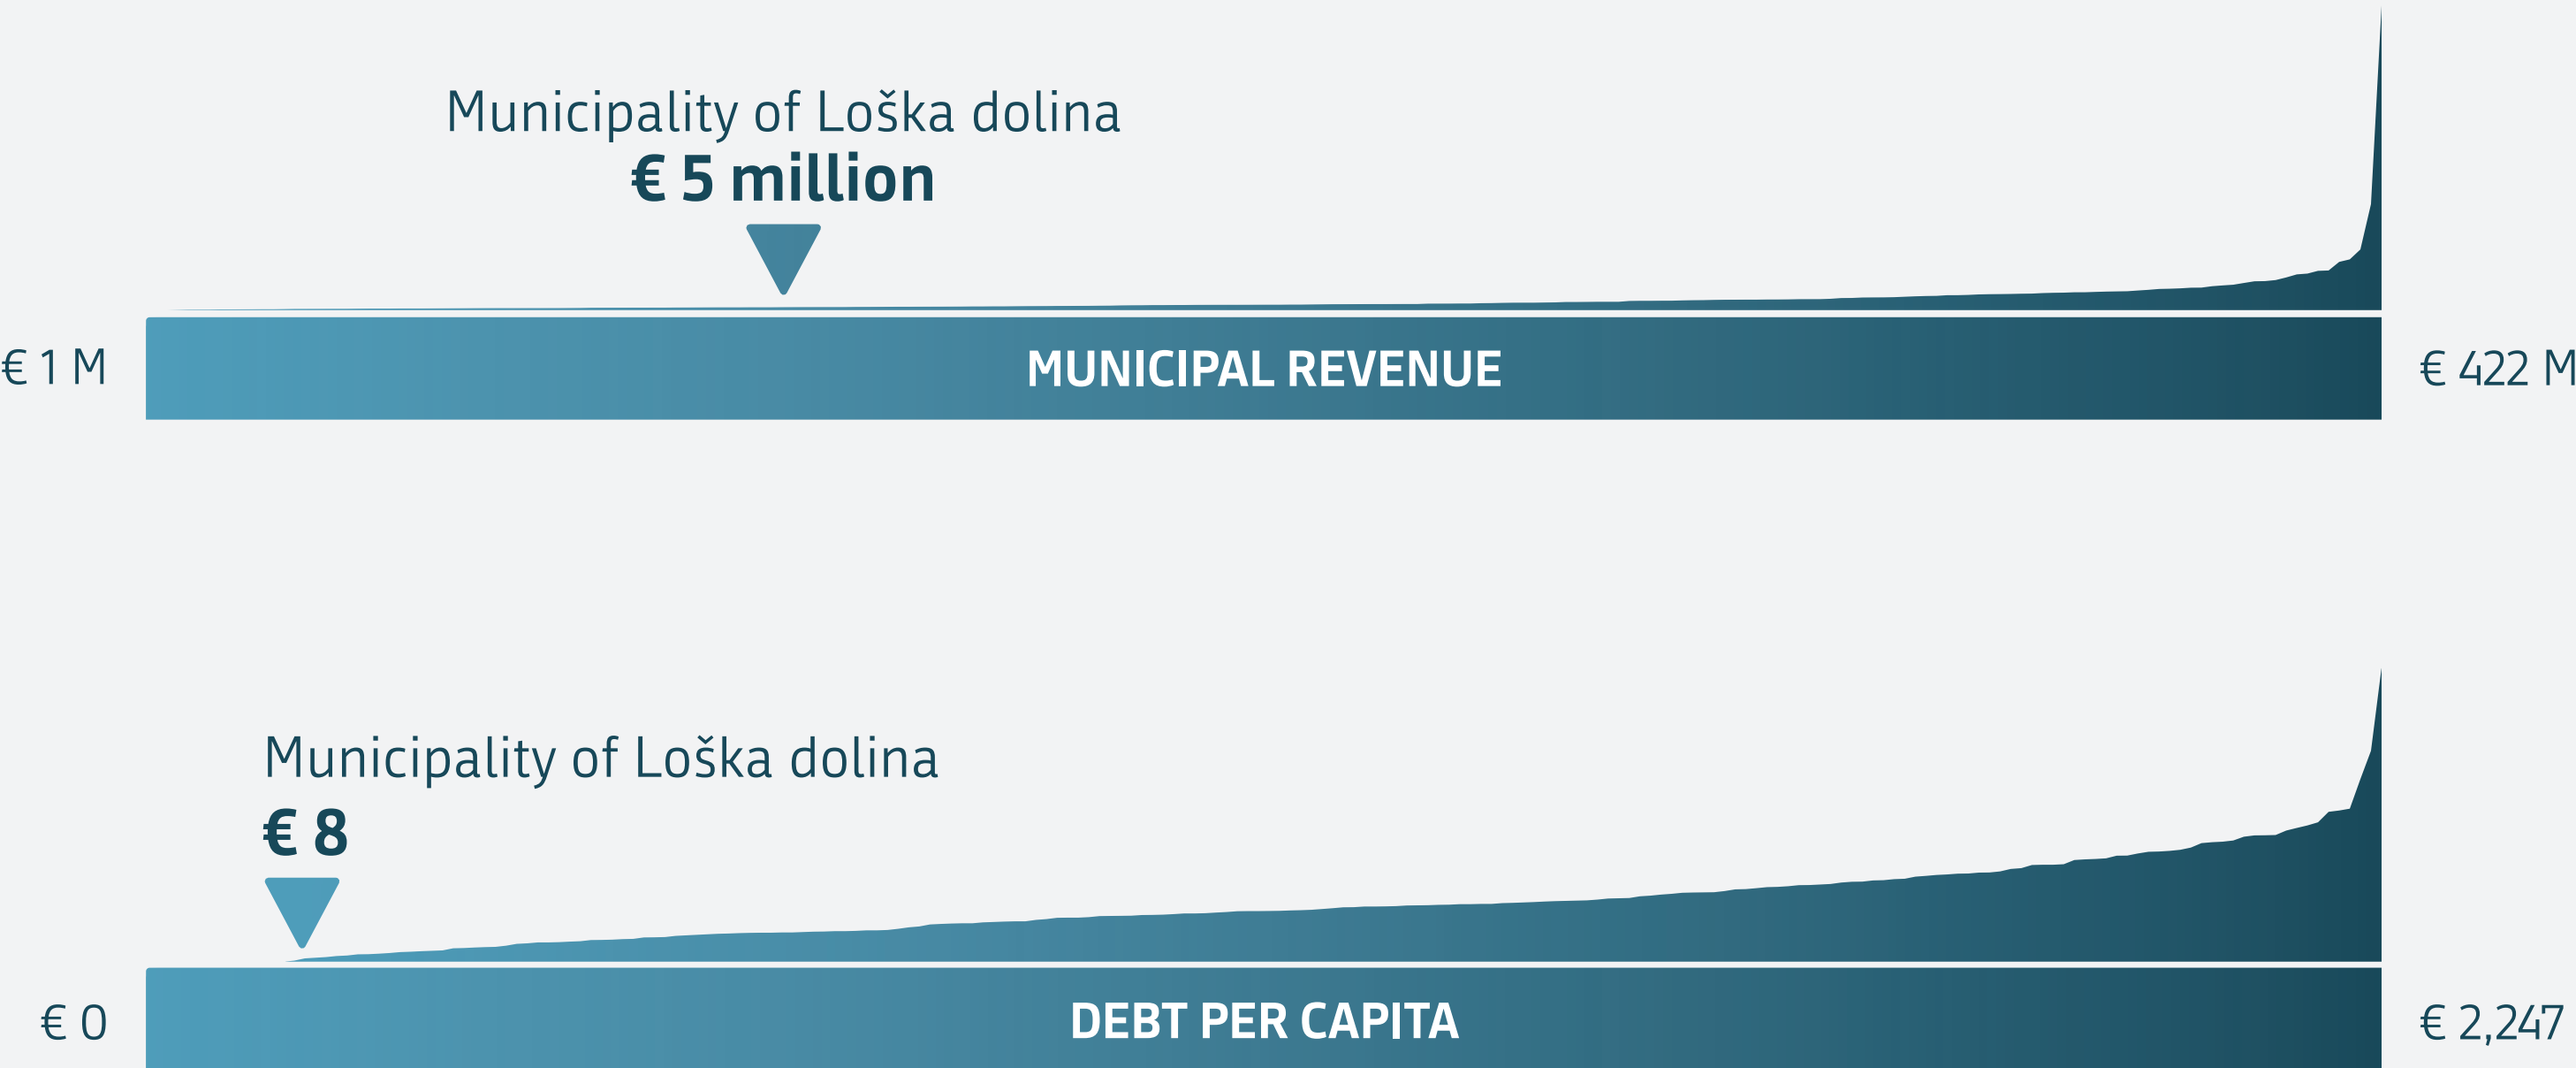 Municipality of Loška dolina
€ 5 million
€ 1 M
MUNICIPAL REVENUE
€ 422 M
Municipality of Loška dolina
€ 8
€ 0
DEBT PER CAPITA
€ 2,247